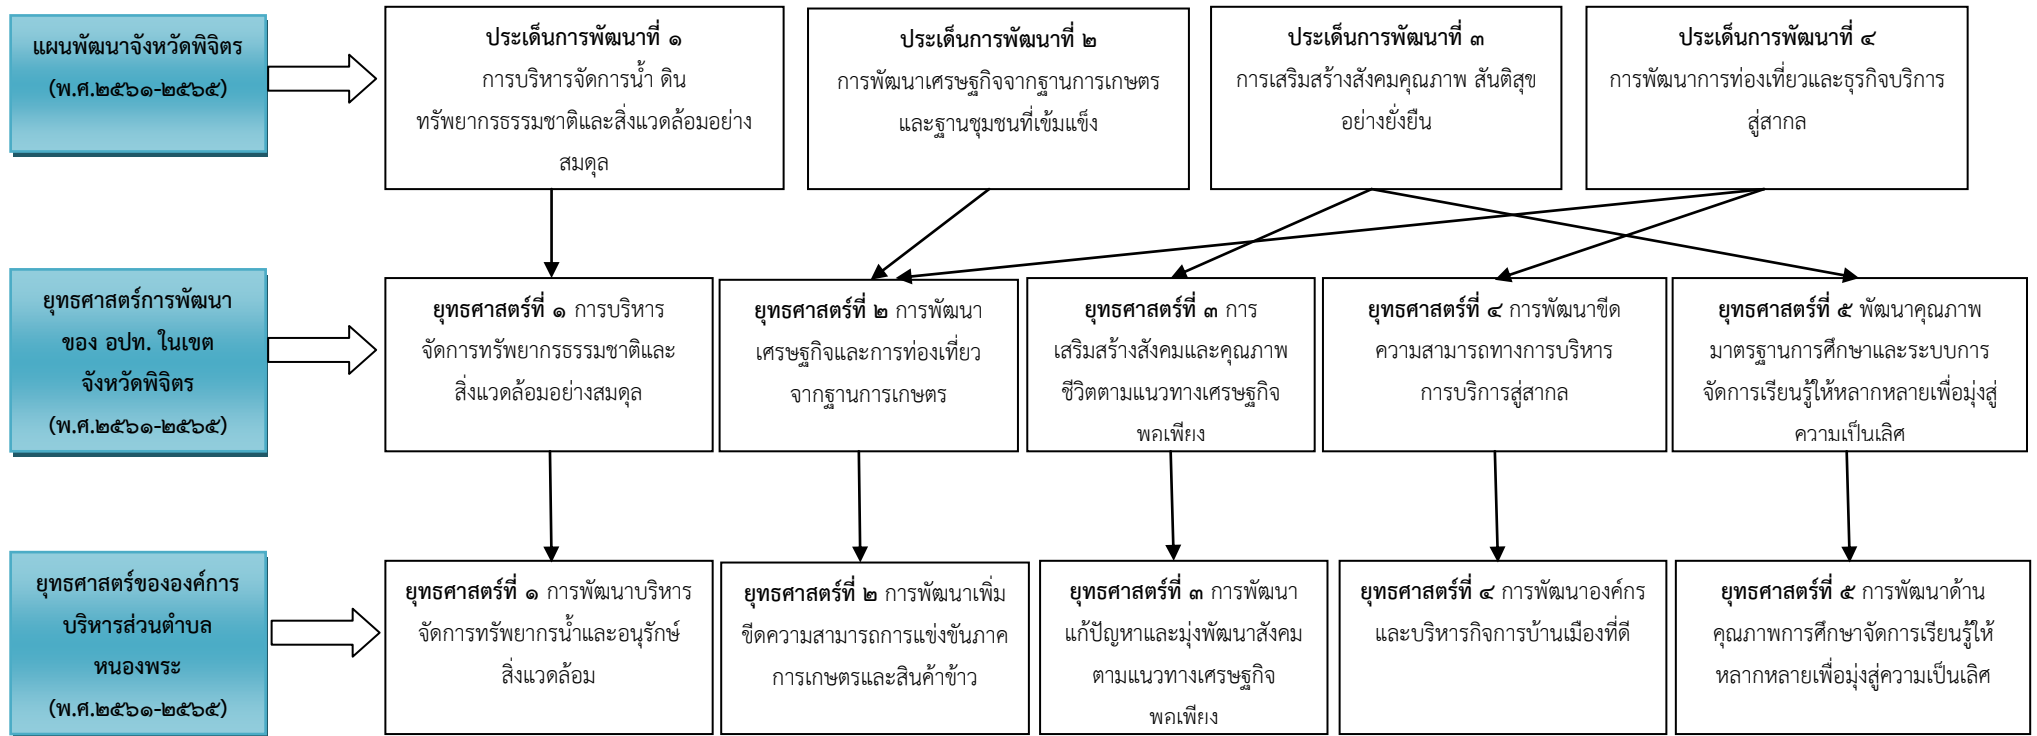 แผนพัฒนาจังหวัดพิจิตร
(พ.ศ.๒๕๖๑-๒๕๖๕)
ประเด็นการพัฒนาที่ ๑
การบริหารจัดการน้ำ ดิน
ทรัพยากรธรรมชาติและสิ่งแวดล้อมอย่าง
สมดุล
ประเด็นการพัฒนาที่ ๒
การพัฒนาเศรษฐกิจจากฐานการเกษตร
และฐานชุมชนที่เข้มแข็ง
ประเด็นการพัฒนาที่ ๓
การเสริมสร้างสังคมคุณภาพ สันติสุข
อย่างยั่งยืน
ประเด็นการพัฒนาที่ ๔
การพัฒนาการท่องเที่ยวและธุรกิจบริการ
สู่สากล
ยุทธศาสตร์การพัฒนา
ของ อปท. ในเขต
จังหวัดพิจิตร
(พ.ศ.๒๕๖๑-๒๕๖๕)
ยุทธศาสตร์ที่ ๑ การบริหาร
จัดการทรัพยากรธรรมชาติและ
สิ่งแวดล้อมอย่างสมดุล
ยุทธศาสตร์ที่ ๒ การพัฒนา
เศรษฐกิจและการท่องเที่ยว
จากฐานการเกษตร
ยุทธศาสตร์ที่ ๓ การ
เสริมสร้างสังคมและคุณภาพ
ชีวิตตามแนวทางเศรษฐกิจ
พอเพียง
ยุทธศาสตร์ที่ ๔ การพัฒนาขีด
ความสามารถทางการบริหาร
การบริการสู่สากล
ยุทธศาสตร์ที่ ๕ พัฒนาคุณภาพ
มาตรฐานการศึกษาและระบบการ
จัดการเรียนรู้ให้หลากหลายเพื่อมุ่งสู่
ความเป็นเลิศ
ยุทธศาสตร์ขององค์การ
บริหารส่วนตำบล
หนองพระ
(พ.ศ.๒๕๖๑-๒๕๖๕)
ยุทธศาสตร์ที่ ๑ การพัฒนาบริหาร
จัดการทรัพยากรน้ำและอนุรักษ์
สิ่งแวดล้อม
ยุทธศาสตร์ที่ ๒ การพัฒนาเพิ่ม
ขีดความสามารถการแข่งขันภาค
การเกษตรและสินค้าข้าว
ยุทธศาสตร์ที่ ๓ การพัฒนา
แก้ปัญหาและมุ่งพัฒนาสังคม
ตามแนวทางเศรษฐกิจ
พอเพียง
ยุทธศาสตร์ที่ ๔ การพัฒนาองค์กร
และบริหารกิจการบ้านเมืองที่ดี
ยุทธศาสตร์ที่ ๕ การพัฒนาด้าน
คุณภาพการศึกษาจัดการเรียนรู้ให้
หลากหลายเพื่อมุ่งสู่ความเป็นเลิศ